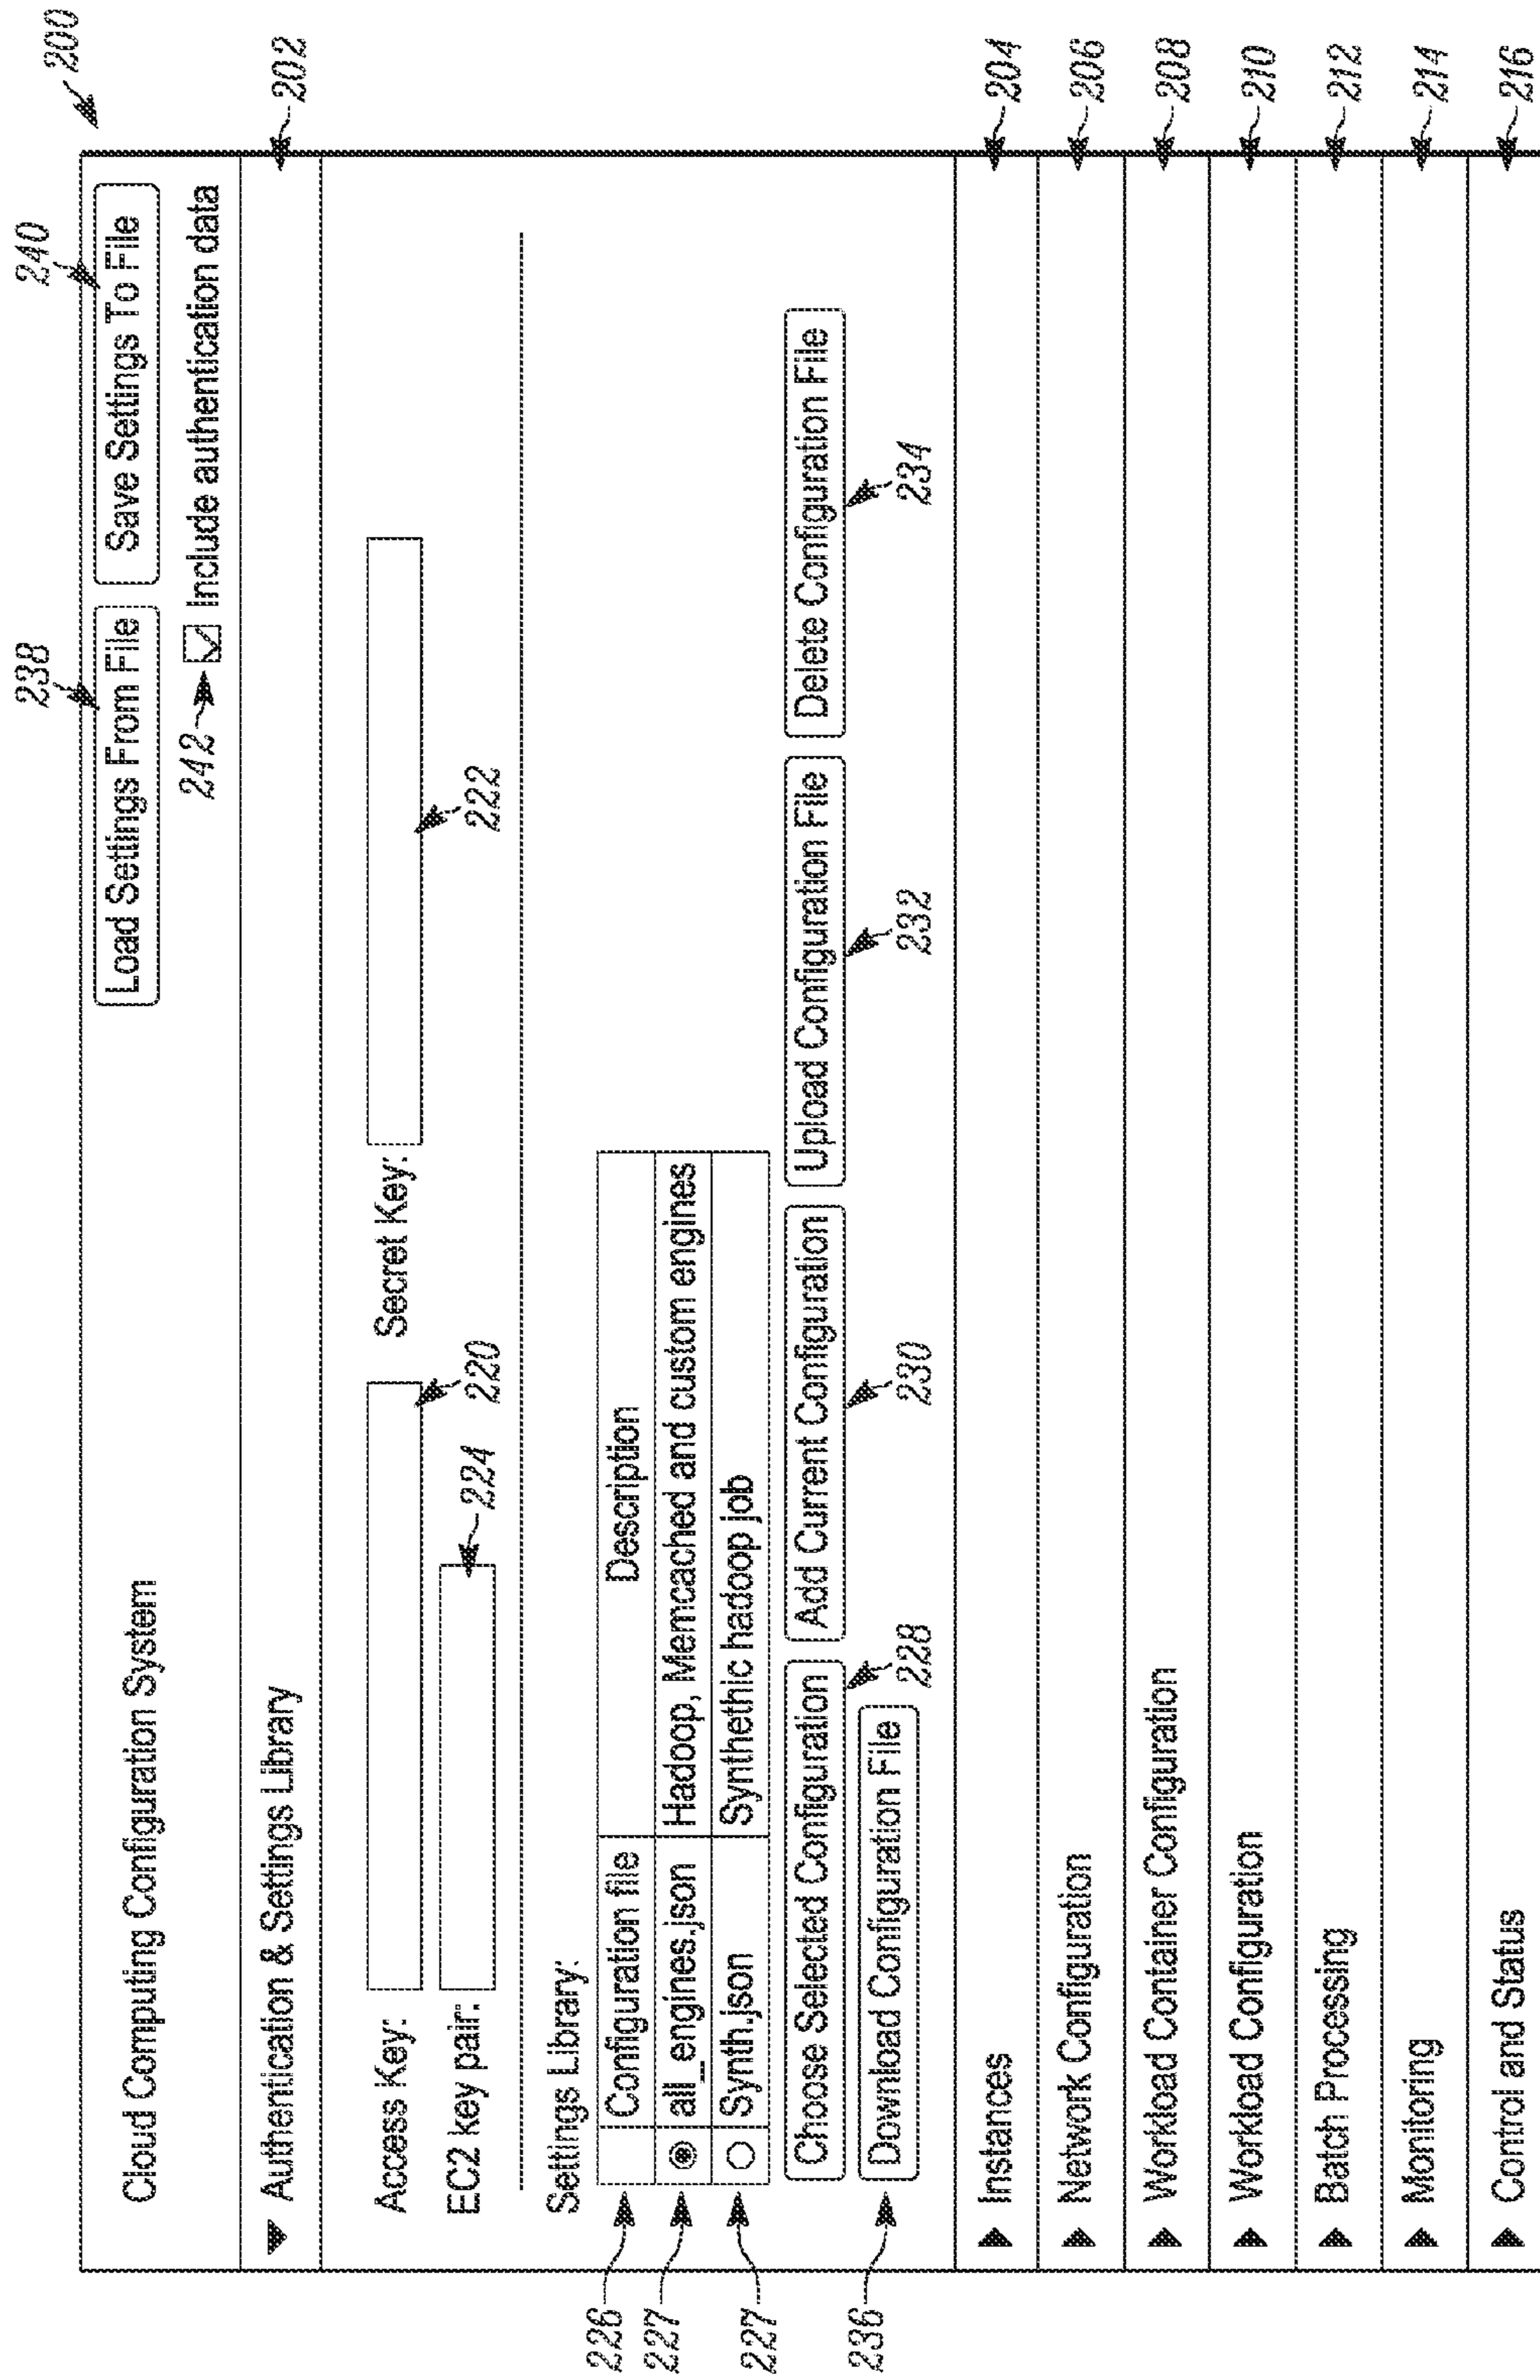 200
238
240
Cloud Computing Configuration System
Load Settings From File
Save Settings To File
242
Include authentication data
Authentication & Settings Library
202
Access Key:
220
Secret Key:
222
EC2 key pair:
224
Settings Library:
226
Configuration file
Description
227
all_engines.json
Hadoop, Memcached and custom engines
227
Synth.json
Synthethic hadoop job
Choose Selected Configuration
Add Current Configuration
Upload Configuration File
Delete Configuration File
228
230
232
234
236
Download Configuration File
Instances
204
Network Configuration
206
Workload Container Configuration
208
Workload Configuration
210
Batch Processing
212
Monitoring
214
Control and Status
216